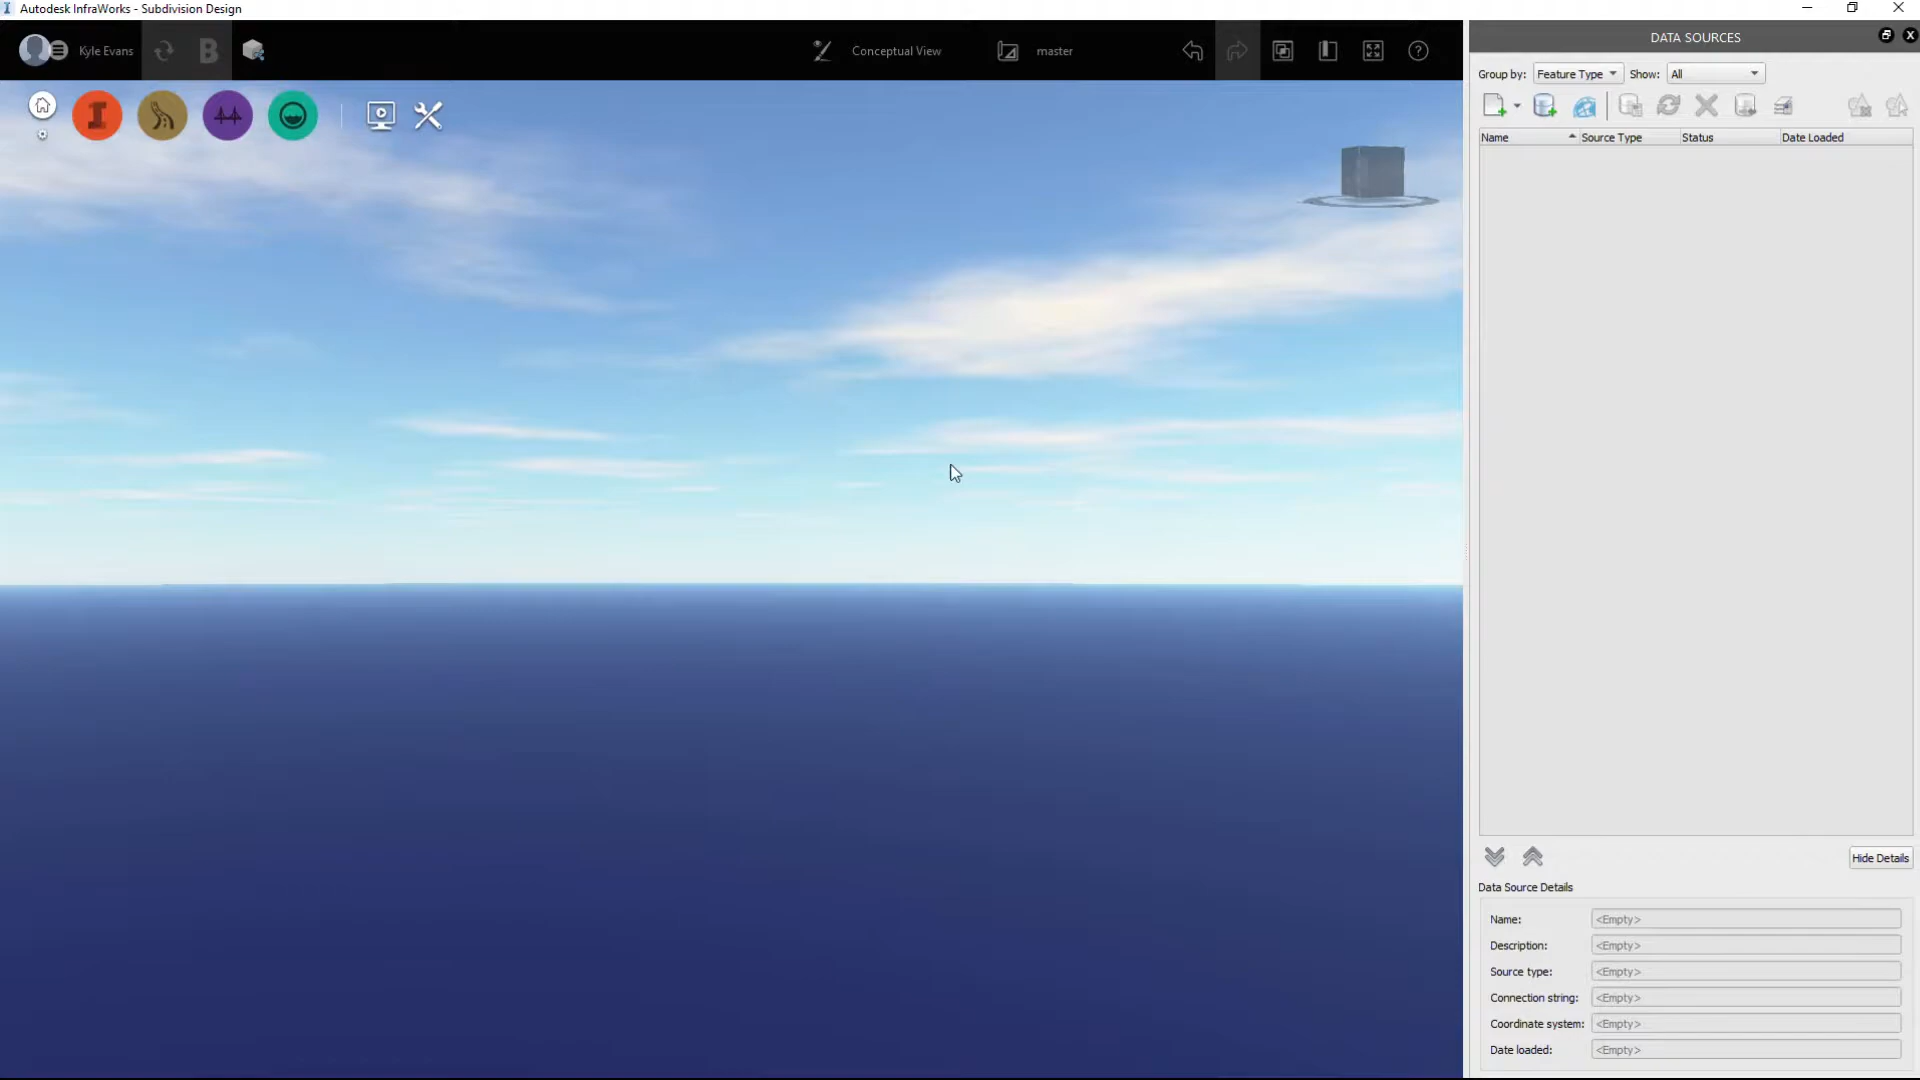 Autodesk InfraWorks - Subdivision Design
Kyle Evans
B
Conceptual View
master
DATA SOURCES
Group by: Feature Type Show: All
Name Source Type Status Date Loaded
Hide Details
Data Source Details
Name: <Empty>
Description: <Empty>
Source type: <Empty>
Connection string: <Empty>
Coordinate system: <Empty>
Date loaded: <Empty>